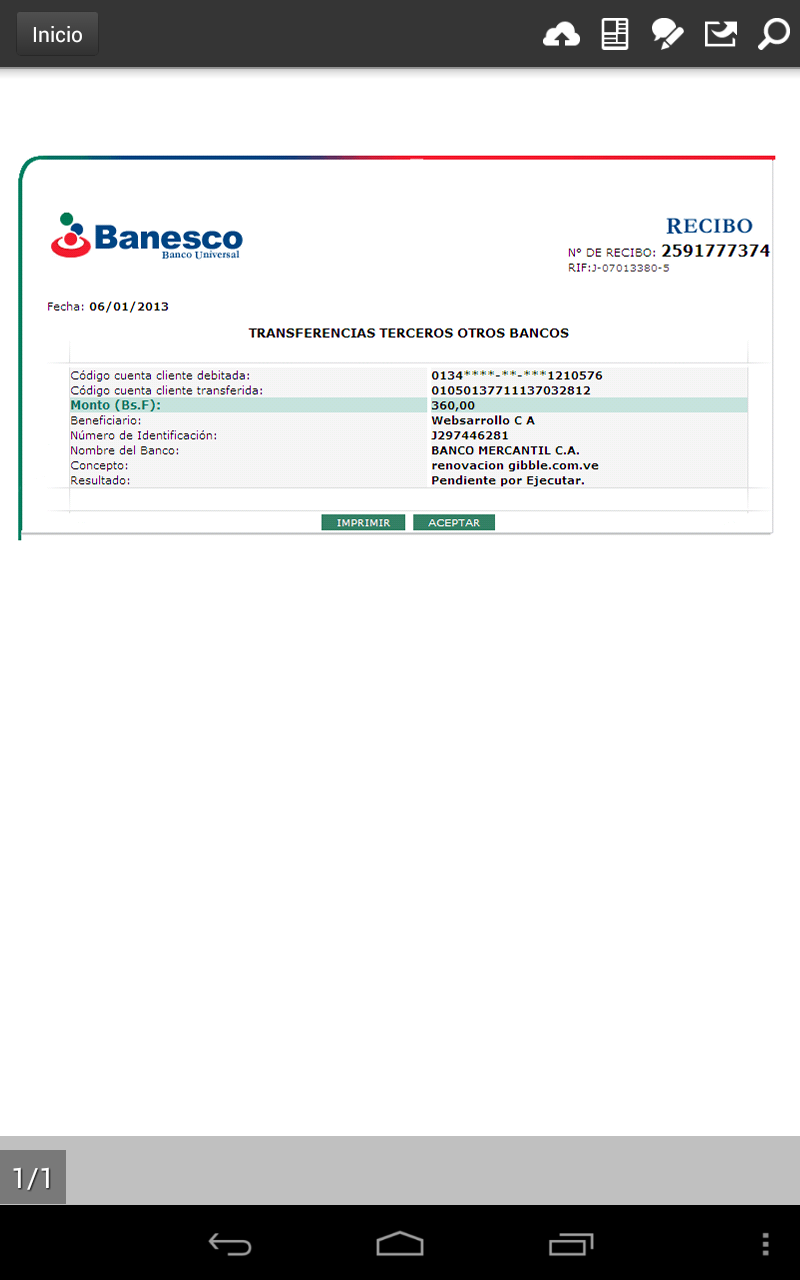 Inicio
Banesco
Banco Universal
RECIBO
N° DE RECIBO: 2591777374
RIF:J-07013380-5
Fecha: 06/01/2013
TRANSFERENCIAS TERCEROS OTROS BANCOS
Código cuenta cliente debitada: 0134****-**-***1210576
Código cuenta cliente transferida: 01050137711137032812
Monto (Bs.F): 360,00
Beneficiario: Websarrollo C A
Número de Identificación: J297446281
Nombre del Banco: BANCO MERCANTIL C.A.
Concepto: renovacion gibble.com.ve
Resultado: Pendiente por Ejecutar.
IMPRIMIR ACEPTAR
1/1